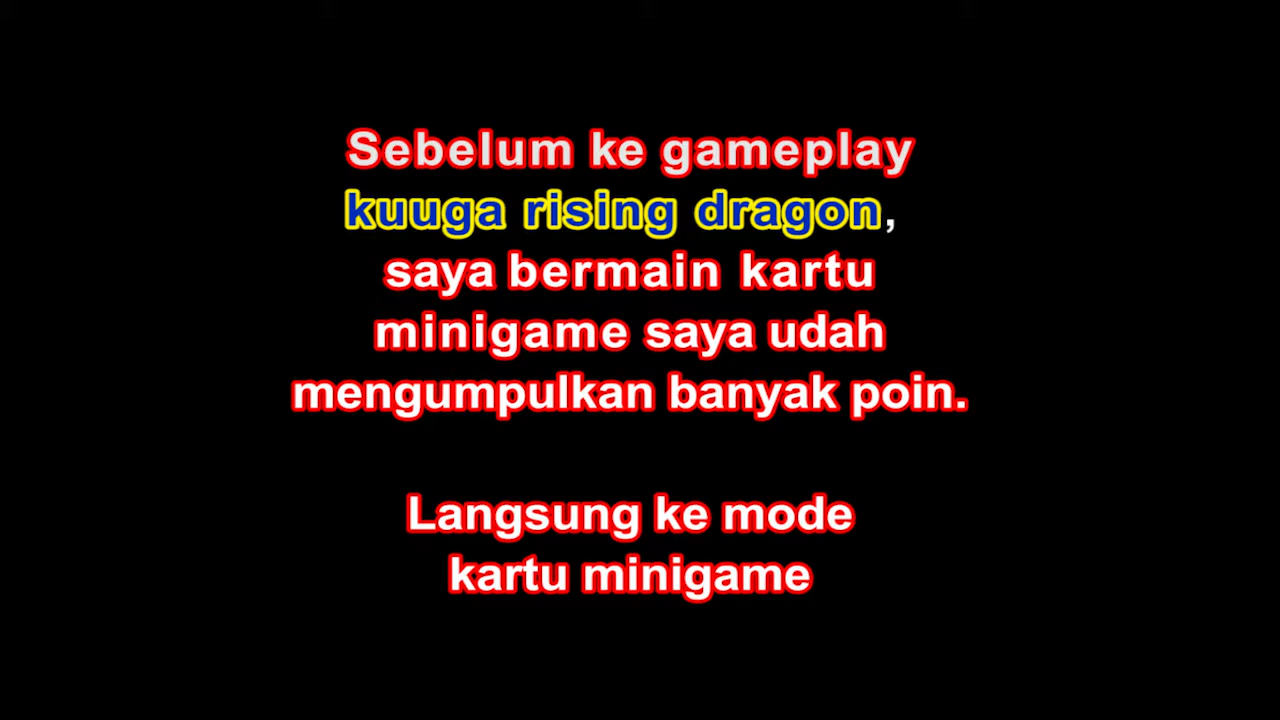 Sebelum ke gameplay
kuuga rising dragon,
saya bermain kartu
minigame saya udah
mengumpulkan banyak poin.
Langsung ke mode
kartu minigame